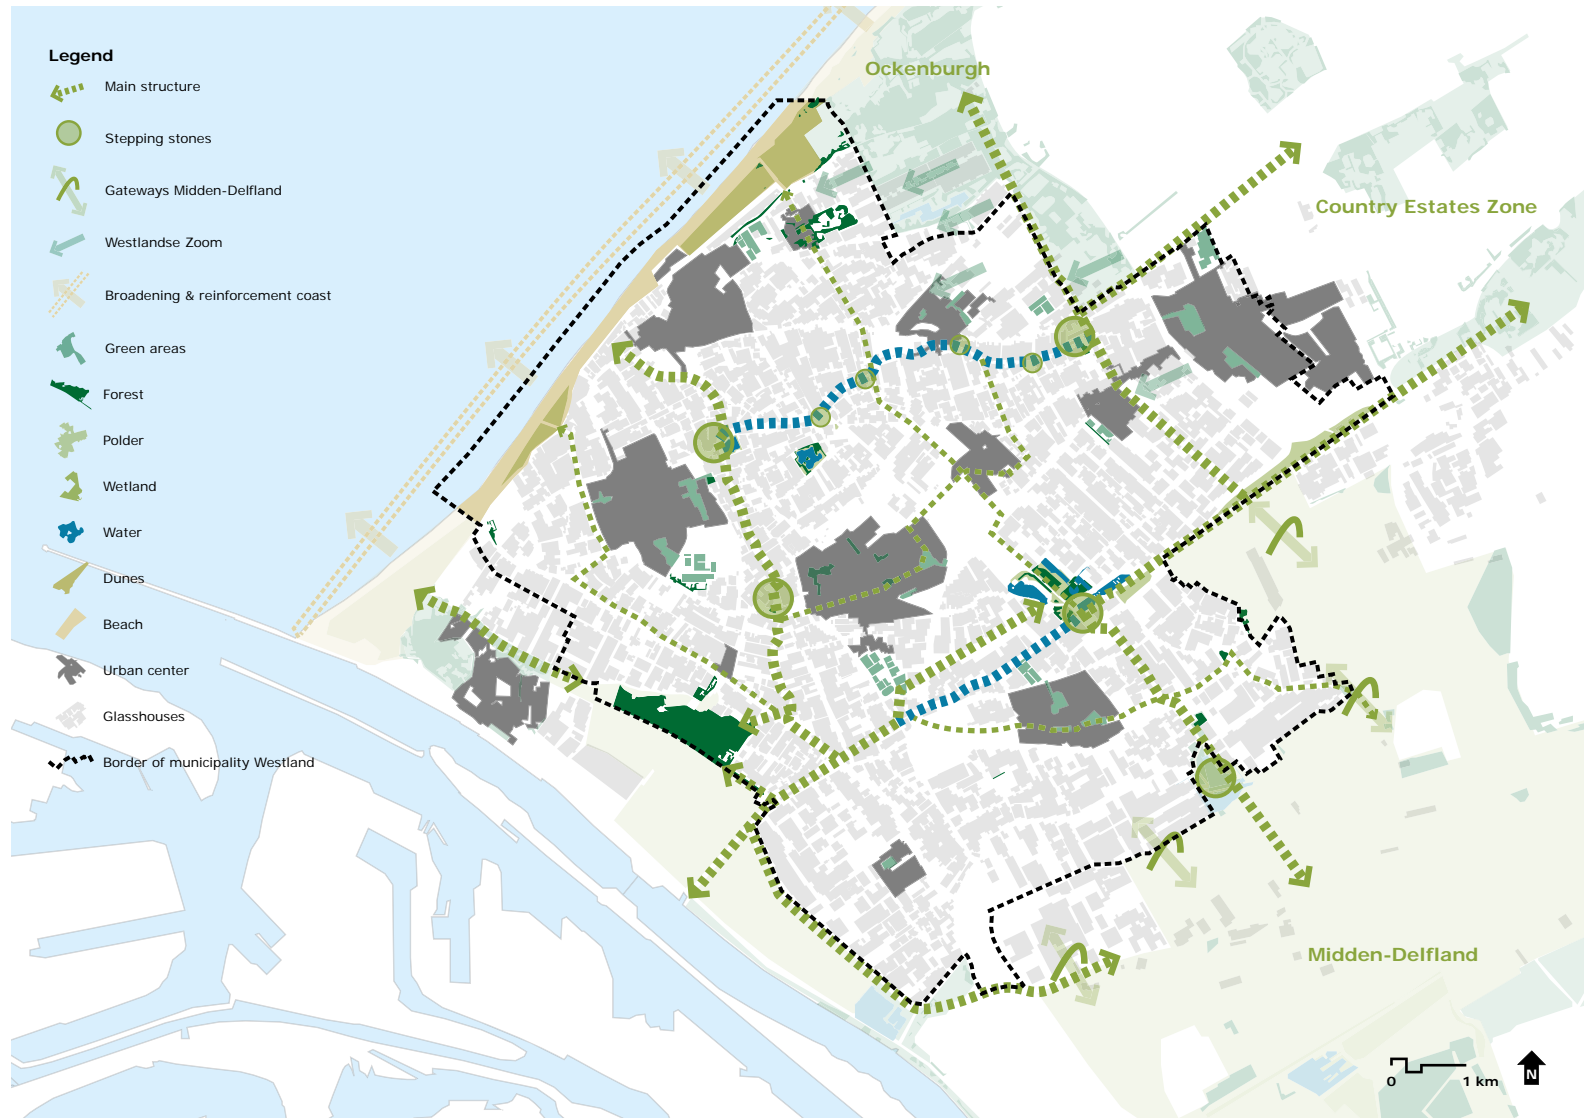 Legend
Main structure
Stepping stones
Gateways Midden-Delfland
Westlandse Zoom
Broadening & reinforcement coast
Green areas
Forest
Polder
Wetland
Water
Dunes
Beach
Urban center
Glasshouses
Border of municipality Westland
Ockenburgh
Country Estates Zone
Midden-Delfland
0 1 km
N